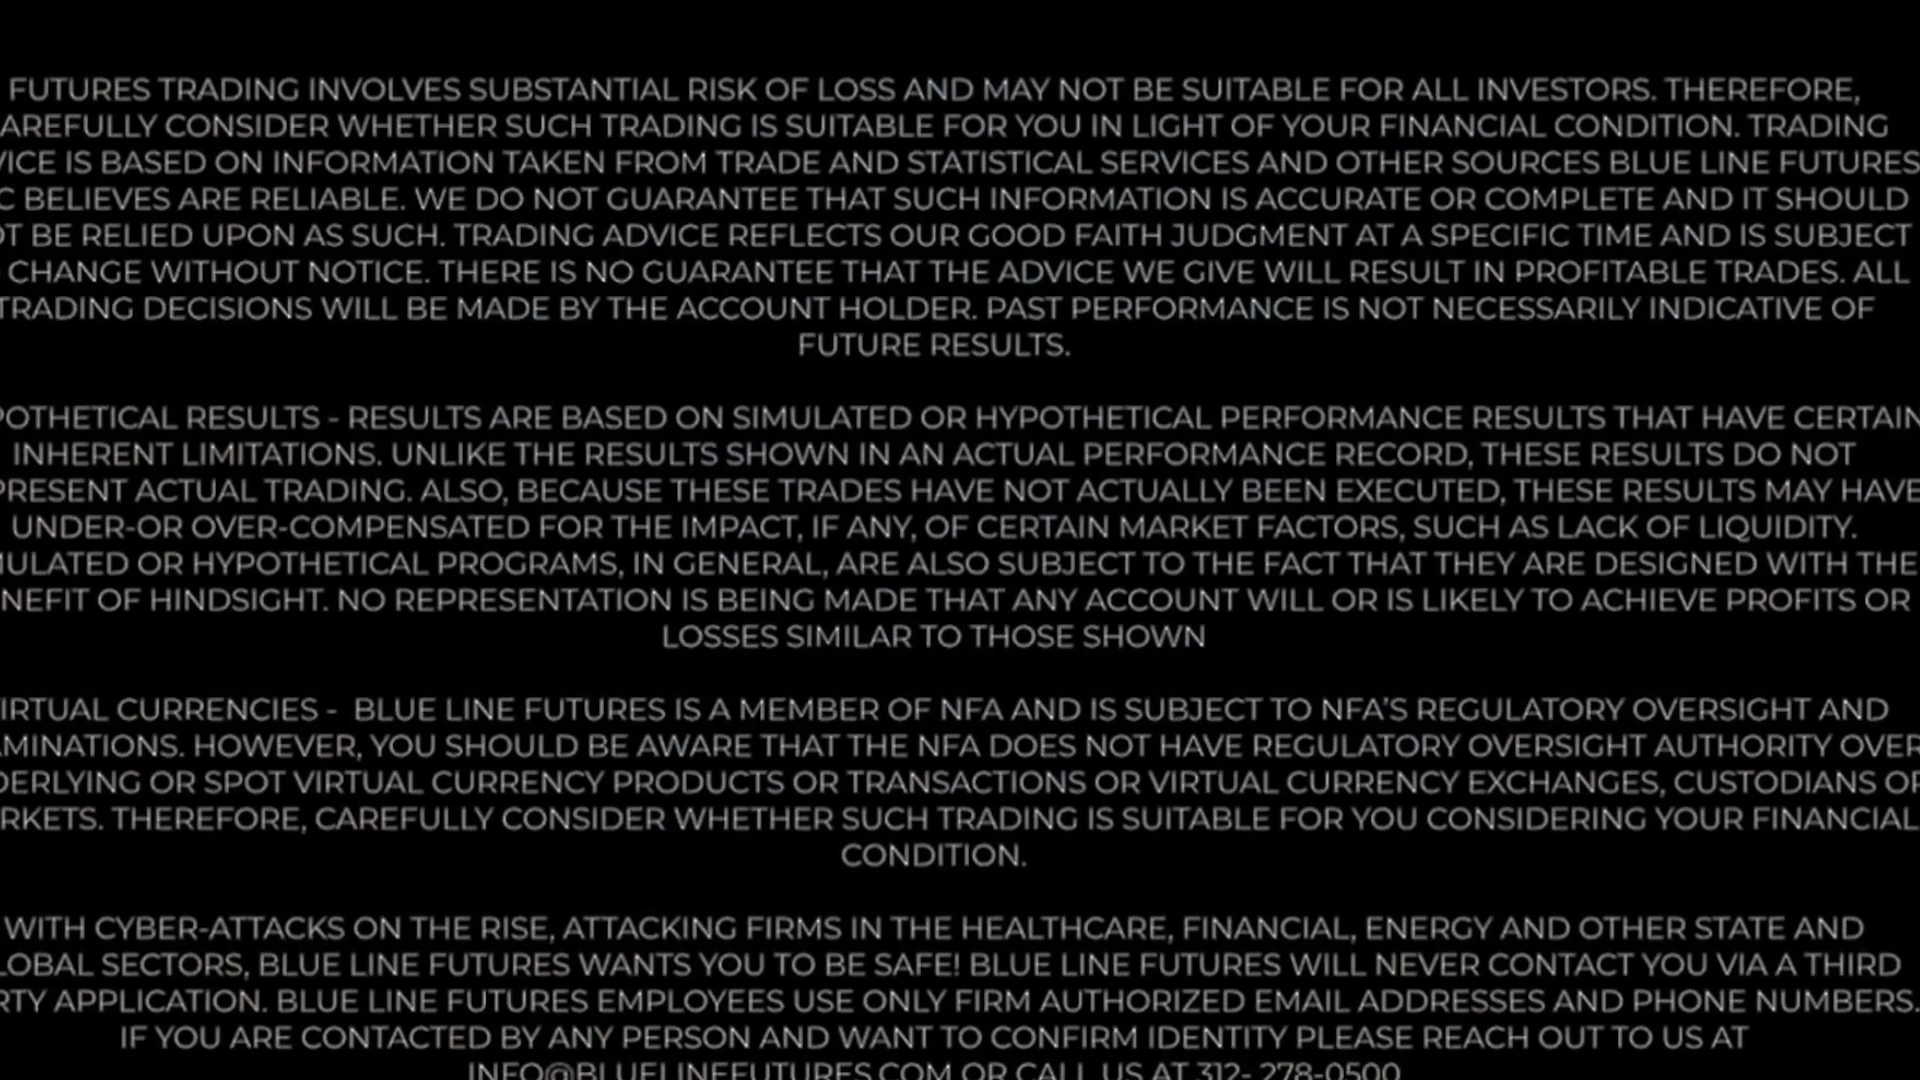 FUTURES TRADING INVOLVES SUBSTANTIAL RISK OF LOSS AND MAY NOT BE SUITABLE FOR ALL INVESTORS. THEREFORE,
AREFULLY CONSIDER WHETHER SUCH TRADING IS SUITABLE FOR YOU IN LIGHT OF YOUR FINANCIAL CONDITION. TRADING
VICE IS BASED ON INFORMATION TAKEN FROM TRADE AND STATISTICAL SERVICES AND OTHER SOURCES BLUE LINE FUTURES
C BELIEVES ARE RELIABLE. WE DO NOT GUARANTEE THAT SUCH INFORMATION IS ACCURATE OR COMPLETE AND IT SHOULD
OT BE RELIED UPON AS SUCH. TRADING ADVICE REFLECTS OUR GOOD FAITH JUDGMENT AT A SPECIFIC TIME AND IS SUBJECT
CHANGE WITHOUT NOTICE. THERE IS NO GUARANTEE THAT THE ADVICE WE GIVE WILL RESULT IN PROFITABLE TRADES. ALL
TRADING DECISIONS WILL BE MADE BY THE ACCOUNT HOLDER. PAST PERFORMANCE IS NOT NECESSARILY INDICATIVE OF
FUTURE RESULTS.
POTHETICAL RESULTS - RESULTS ARE BASED ON SIMULATED OR HYPOTHETICAL PERFORMANCE RESULTS THAT HAVE CERTAIN
INHERENT LIMITATIONS. UNLIKE THE RESULTS SHOWN IN AN ACTUAL PERFORMANCE RECORD, THESE RESULTS DO NOT
PRESENT ACTUAL TRADING. ALSO, BECAUSE THESE TRADES HAVE NOT ACTUALLY BEEN EXECUTED, THESE RESULTS MAY HAVE
UNDER-OR OVER-COMPENSATED FOR THE IMPACT, IF ANY, OF CERTAIN MARKET FACTORS, SUCH AS LACK OF LIQUIDITY.
MULATED OR HYPOTHETICAL PROGRAMS, IN GENERAL, ARE ALSO SUBJECT TO THE FACT THAT THEY ARE DESIGNED WITH THE
NEFIT OF HINDSIGHT. NO REPRESENTATION IS BEING MADE THAT ANY ACCOUNT WILL OR IS LIKELY TO ACHIEVE PROFITS OR
LOSSES SIMILAR TO THOSE SHOWN
IRTUAL CURRENCIES -  BLUE LINE FUTURES IS A MEMBER OF NFA AND IS SUBJECT TO NFA'S REGULATORY OVERSIGHT AND
AMINATIONS. HOWEVER, YOU SHOULD BE AWARE THAT THE NFA DOES NOT HAVE REGULATORY OVERSIGHT AUTHORITY OVER
DERLYING OR SPOT VIRTUAL CURRENCY PRODUCTS OR TRANSACTIONS OR VIRTUAL CURRENCY EXCHANGES, CUSTODIANS OR
RKETS. THEREFORE, CAREFULLY CONSIDER WHETHER SUCH TRADING IS SUITABLE FOR YOU CONSIDERING YOUR FINANCIAL
CONDITION.
WITH CYBER-ATTACKS ON THE RISE, ATTACKING FIRMS IN THE HEALTHCARE, FINANCIAL, ENERGY AND OTHER STATE AND
LOBAL SECTORS, BLUE LINE FUTURES WANTS YOU TO BE SAFE! BLUE LINE FUTURES WILL NEVER CONTACT YOU VIA A THIRD
RTY APPLICATION. BLUE LINE FUTURES EMPLOYEES USE ONLY FIRM AUTHORIZED EMAIL ADDRESSES AND PHONE NUMBERS.
IF YOU ARE CONTACTED BY ANY PERSON AND WANT TO CONFIRM IDENTITY PLEASE REACH OUT TO US AT
INFO@BLUELINEFUTURES.COM OR CALL US AT 312- 278-0500